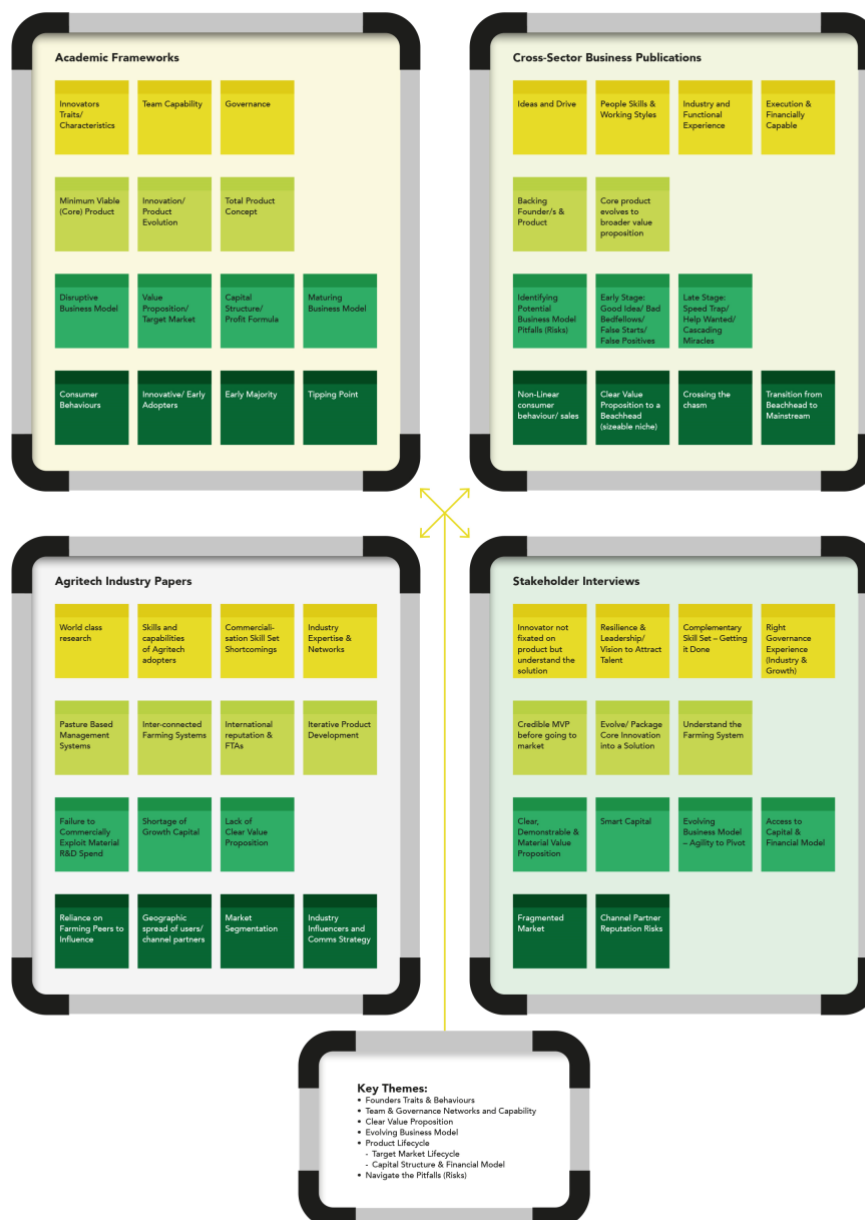 Academic Frameworks
Innovators
Traits/
Characteristics
Team Capability
Governance
Minimum Viable
(Core) Product
Innovation/
Product
Evolution
Total Product
Concept
Disruptive
Business Model
Value
Proposition/
Target Market
Capital
Structure/
Profit Formula
Maturing
Business Model
Consumer
Behaviours
Innovative/ Early
Adopters
Early Majority
Tipping Point
Cross-Sector Business Publications
Ideas and Drive
People Skills &
Working Styles
Industry and
Functional
Experience
Execution &
Financially
Capable
Backing
Founder/s &
Product
Core product
evolves to
broader value
proposition
Identifying
Potential
Business Model
Pitfalls (Risks)
Early Stage:
Good Idea/ Bad
Bedfellows/
False Starts/
False Positives
Late Stage:
Speed Trap/
Help Wanted/
Cascading
Miracles
Non-Linear
consumer
behaviour/ sales
Clear Value
Proposition to a
Beachhead
(sizeable niche)
Crossing the
chasm
Transition from
Beachhead to
Mainstream
Agritech Industry Papers
World class
research
Skills and
capabilities
of Agritech
adopters
Commerciali-
sation Skill Set
Shortcomings
Industry
Expertise &
Networks
Pasture Based
Management
Systems
Inter-connected
Farming Systems
International
reputation &
FTAs
Iterative Product
Development
Failure to
Commercially
Exploit Material
R&D Spend
Shortage of
Growth Capital
Lack of
Clear Value
Proposition
Reliance on
Farming Peers to
Influence
Geographic
spread of users/
channel partners
Market
Segmentation
Industry
Influencers and
Comms Strategy
Stakeholder Interviews
Innovator not
fixated on
product but
understand the
solution
Resilience &
Leadership/
Vision to Attract
Talent
Complementary
Skill Set – Getting
it Done
Right
Governance
Experience
(Industry &
Growth)
Credible MVP
before going to
market
Evolve/ Package
Core Innovation
into a Solution
Understand the
Farming System
Clear,
Demonstrable &
Material Value
Proposition
Smart Capital
Evolving
Business Model
– Agility to Pivot
Access to
Capital &
Financial Model
Fragmented
Market
Channel Partner
Reputation Risks
Key Themes:
• Founders Traits & Behaviours
• Team & Governance Networks and Capability
• Clear Value Proposition
• Evolving Business Model
• Product Lifecycle
- Target Market Lifecycle
- Capital Structure & Financial Model
• Navigate the Pitfalls (Risks)